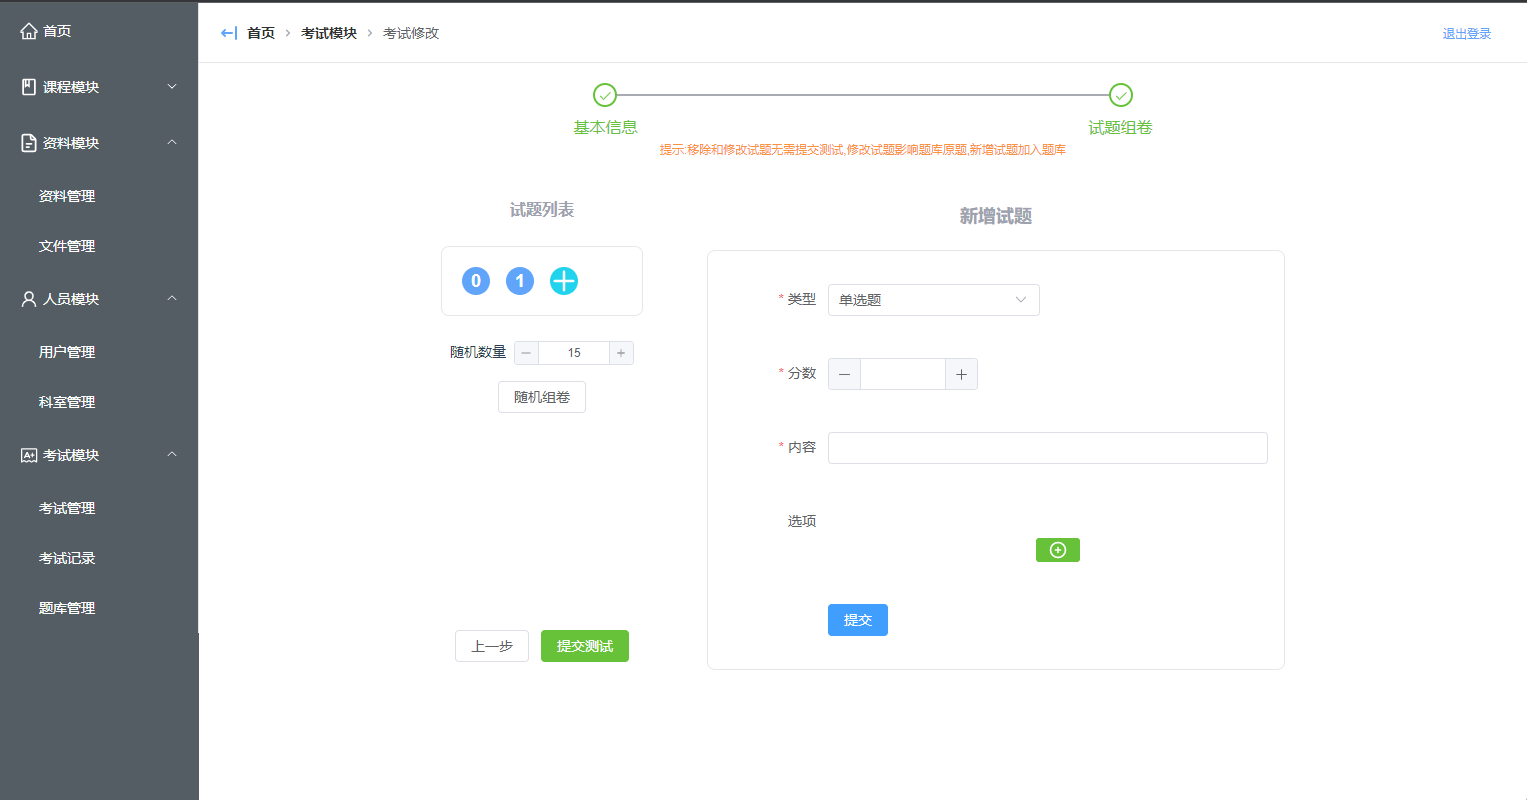 首页
课程模块
资料模块
资料管理
文件管理
人员模块
用户管理
科室管理
考试模块
考试管理
考试记录
题库管理
首页 > 考试模块 > 考试修改
退出登录
基本信息
试题组卷
提示:移除和修改试题无需提交测试,修改试题影响题库原题,新增试题加入题库
试题列表
0 1
随机数量 15
随机组卷
上一步 提交测试
新增试题
* 类型 单选题
* 分数
* 内容
选项
提交